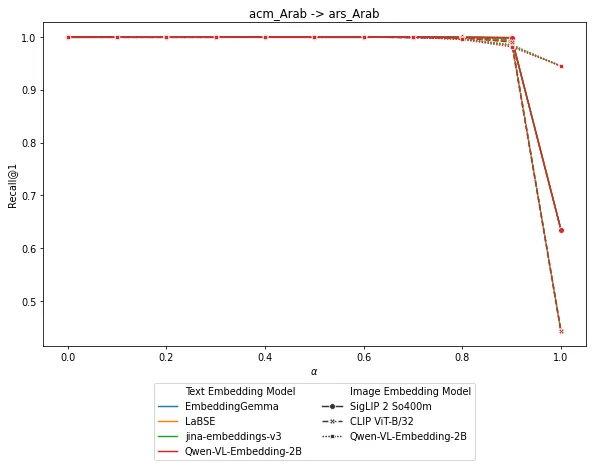 acm_Arab -> ars_Arab
Recall@1
1.0
0.9
0.8
0.7
0.6
0.5
0.0 0.2 0.4 0.6 0.8 1.0
α
Text Embedding Model
EmbeddingGemma
LaBSE
jina-embeddings-v3
Qwen-VL-Embedding-2B
Image Embedding Model
SigLIP 2 So400m
CLIP ViT-B/32
Qwen-VL-Embedding-2B